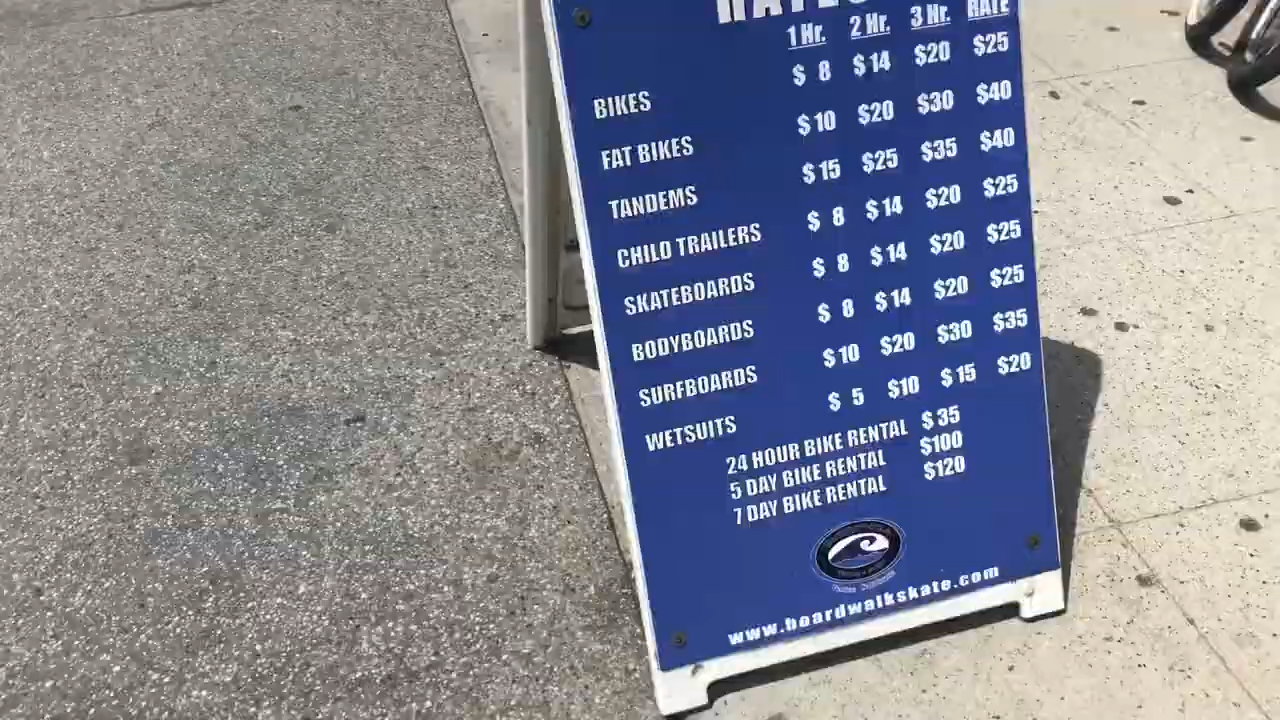 RATES
1 Hr. 2 Hr. 3 Hr. RATE
BIKES $ 8 $14 $20 $25
FAT BIKES $10 $20 $30 $40
TANDEMS $15 $25 $35 $40
CHILD TRAILERS $ 8 $14 $20 $25
SKATEBOARDS $ 8 $14 $20 $25
BODYBOARDS $ 8 $14 $20 $25
SURFBOARDS $10 $20 $30 $35
WETSUITS $ 5 $10 $15 $20
24 HOUR BIKE RENTAL $ 35
5 DAY BIKE RENTAL $100
7 DAY BIKE RENTAL $120
www.boardwalkskate.com